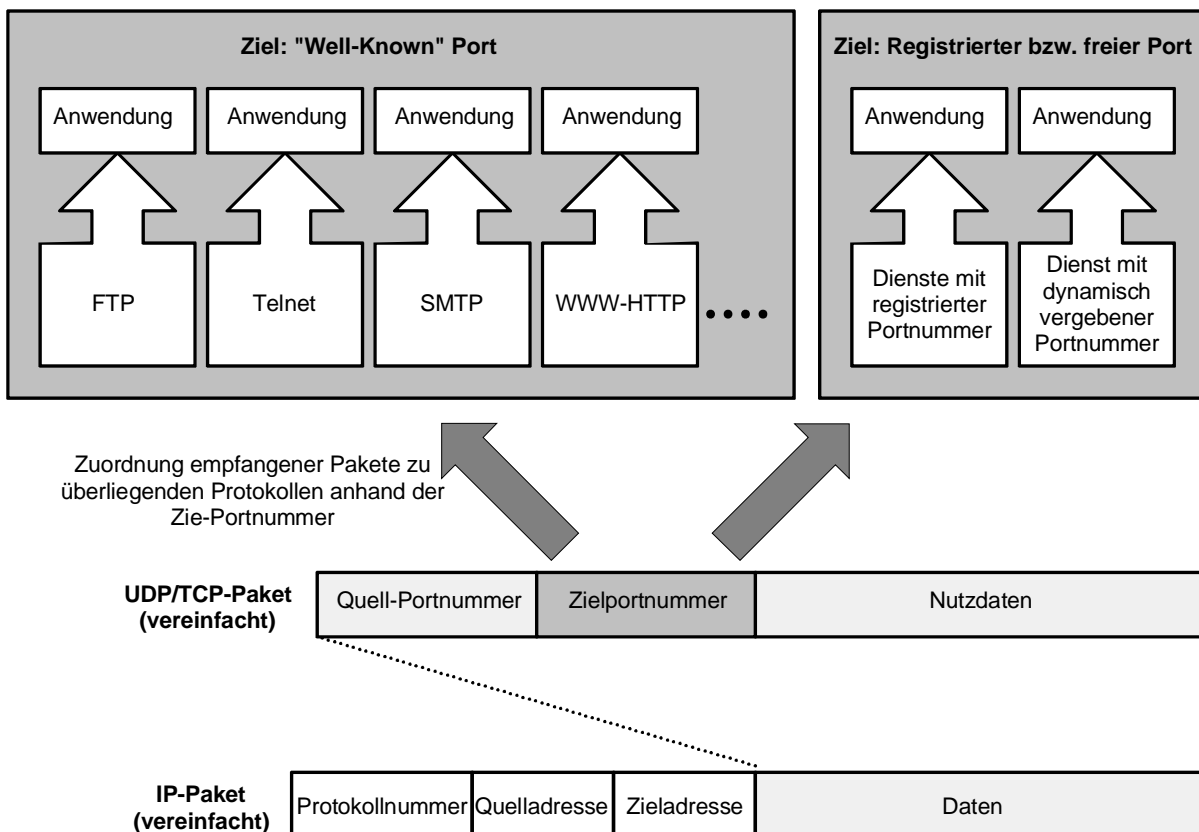 Ziel: "Well-Known" Port
Ziel: Registrierter bzw. freier Port
Anwendung
Anwendung
Anwendung
Anwendung
Anwendung
Anwendung
FTP
Telnet
SMTP
WWW-HTTP
....
Dienste mit
registrierter
Portnummer
Dienst mit
dynamisch
vergebener
Portnummer
Zuordnung empfangener Pakete zu
überliegenden Protokollen anhand der
Zie-Portnummer
UDP/TCP-Paket
(vereinfacht)
Quell-Portnummer
Zielportnummer
Nutzdaten
IP-Paket
(vereinfacht)
Protokollnummer
Quelladresse
Zieladresse
Daten